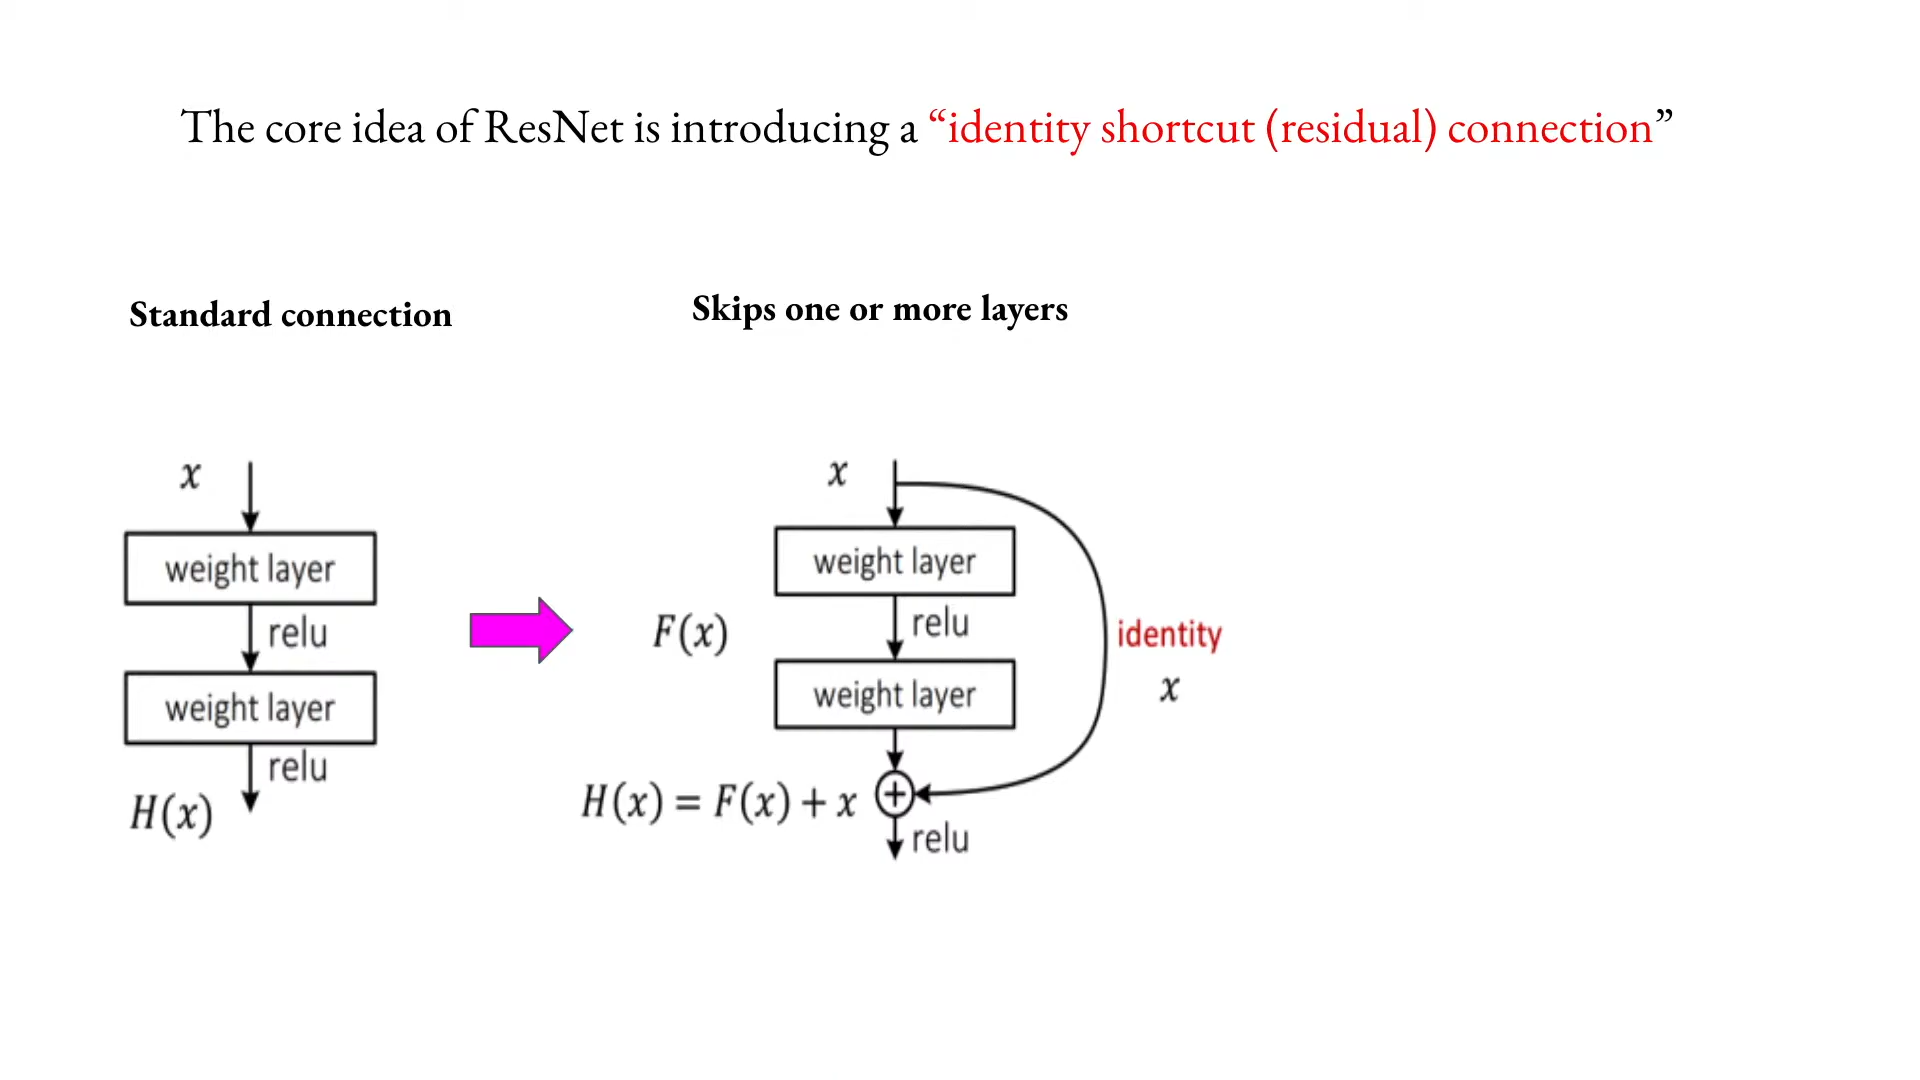 The core idea of ResNet is introducing a “identity shortcut (residual) connection”
Standard connection
Skips one or more layers
x
weight layer
relu
weight layer
relu
H(x)
x
weight layer
F(x)
relu
identity
x
weight layer
H(x) = F(x) + x
+
relu